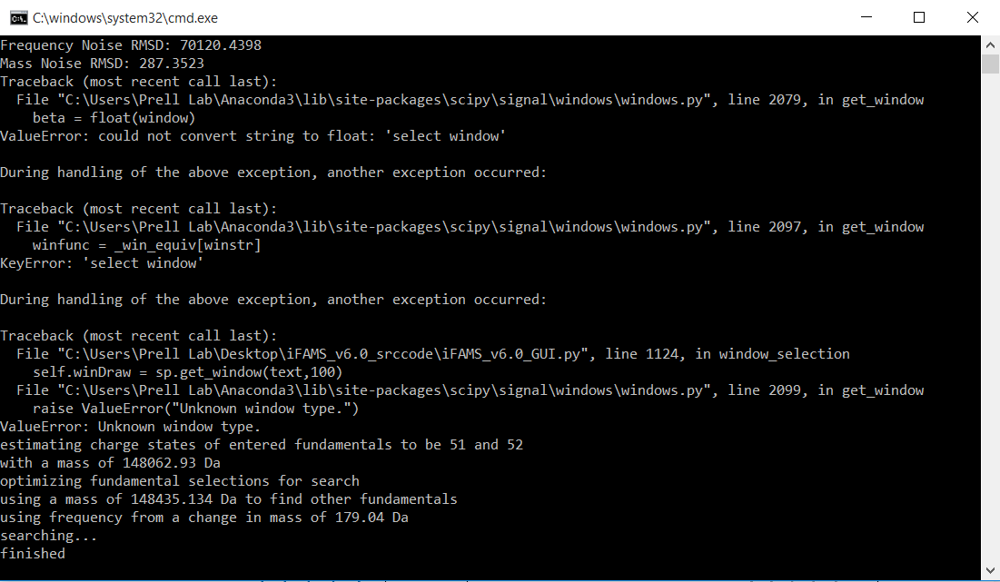 C:\windows\system32\cmd.exe
Frequency Noise RMSD: 70120.4398
Mass Noise RMSD: 287.3523
Traceback (most recent call last):
  File "C:\Users\Prell Lab\Anaconda3\lib\site-packages\scipy\signal\windows\windows.py", line 2079, in get_window
    beta = float(window)
ValueError: could not convert string to float: 'select window'

During handling of the above exception, another exception occurred:

Traceback (most recent call last):
  File "C:\Users\Prell Lab\Anaconda3\lib\site-packages\scipy\signal\windows\windows.py", line 2097, in get_window
    winfunc = _win_equiv[winstr]
KeyError: 'select window'

During handling of the above exception, another exception occurred:

Traceback (most recent call last):
  File "C:\Users\Prell Lab\Desktop\iFAMS_v6.0_srccode\iFAMS_v6.0_GUI.py", line 1124, in window_selection
    self.winDraw = sp.get_window(text,100)
  File "C:\Users\Prell Lab\Anaconda3\lib\site-packages\scipy\signal\windows\windows.py", line 2099, in get_window
    raise ValueError("Unknown window type.")
ValueError: Unknown window type.
estimating charge states of entered fundamentals to be 51 and 52
with a mass of 148062.93 Da
optimizing fundamental selections for search
using a mass of 148435.134 Da to find other fundamentals
using frequency from a change in mass of 179.04 Da
searching...
finished